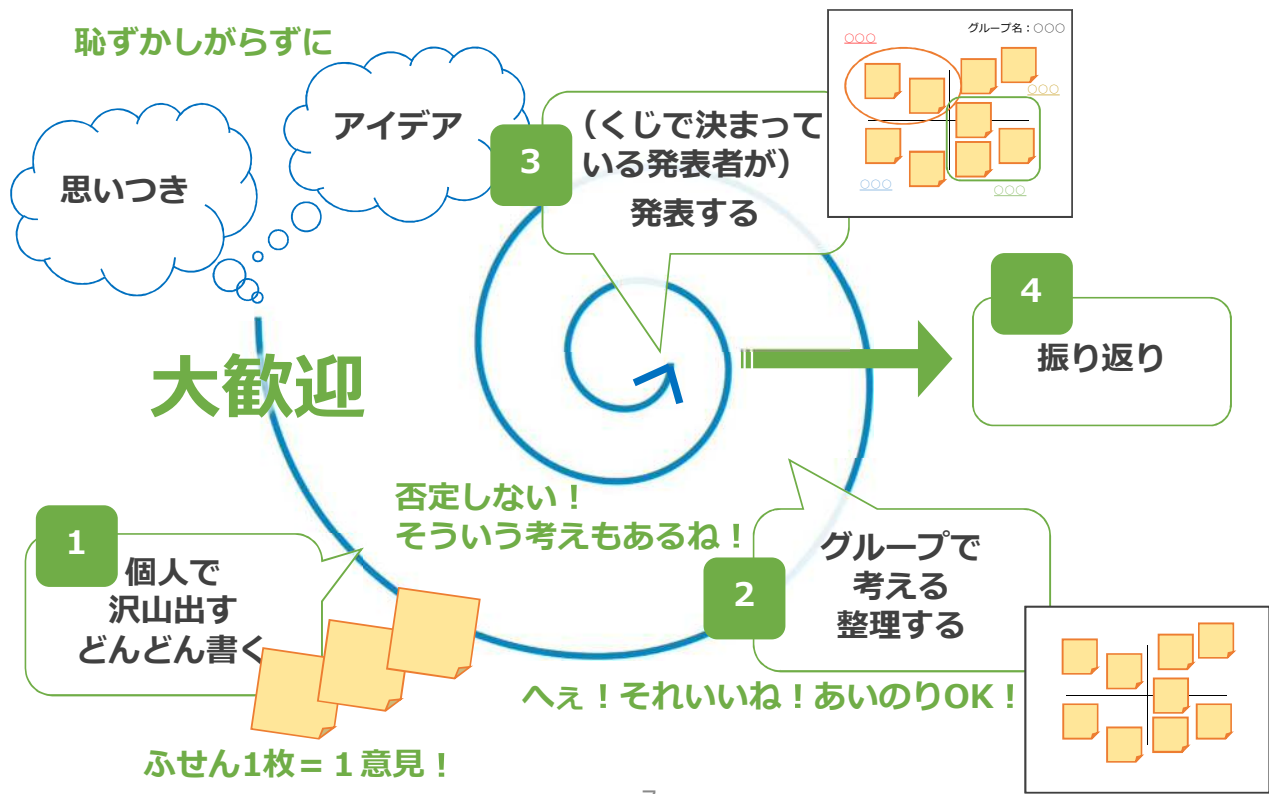 恥ずかしがらずに
思いつき
アイデア
大歓迎
1
個人で
沢山出す
どんどん書く
ふせん1枚=１意見！
否定しない！
そういう考えもあるね！
2
グループで
考える
整理する
へぇ！それいいね！あいのりOK！
3
（くじで決まって
いる発表者が）
発表する
グループ名：○○○
○○○
○○○
○○○
○○○
4
振り返り